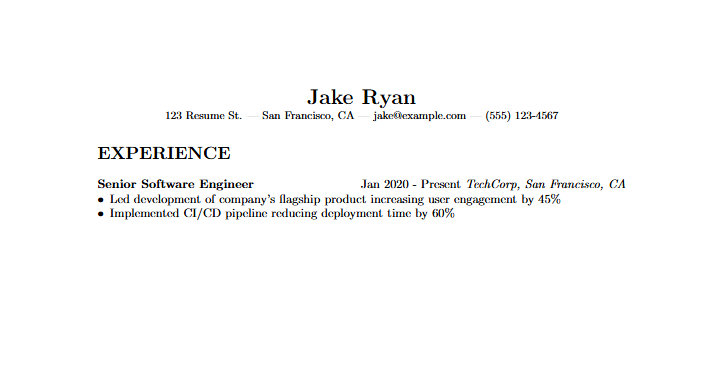 Jake Ryan
123 Resume St. — San Francisco, CA — jake@example.com — (555) 123-4567
EXPERIENCE
Senior Software Engineer Jan 2020 - Present TechCorp, San Francisco, CA
• Led development of company's flagship product increasing user engagement by 45%
• Implemented CI/CD pipeline reducing deployment time by 60%